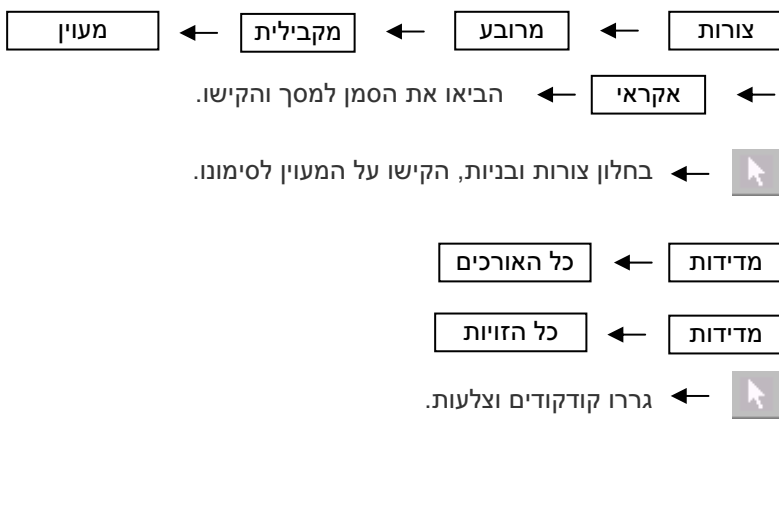 צורות מרובע מקבילית מעוין
אקראי הביאו את הסמן למסך והקישו.
בחלון צורות ובניות, הקישו על המעוין לסימונו.
מדידות כל האורכים
מדידות כל הזויות
גררו קודקודים וצלעות.